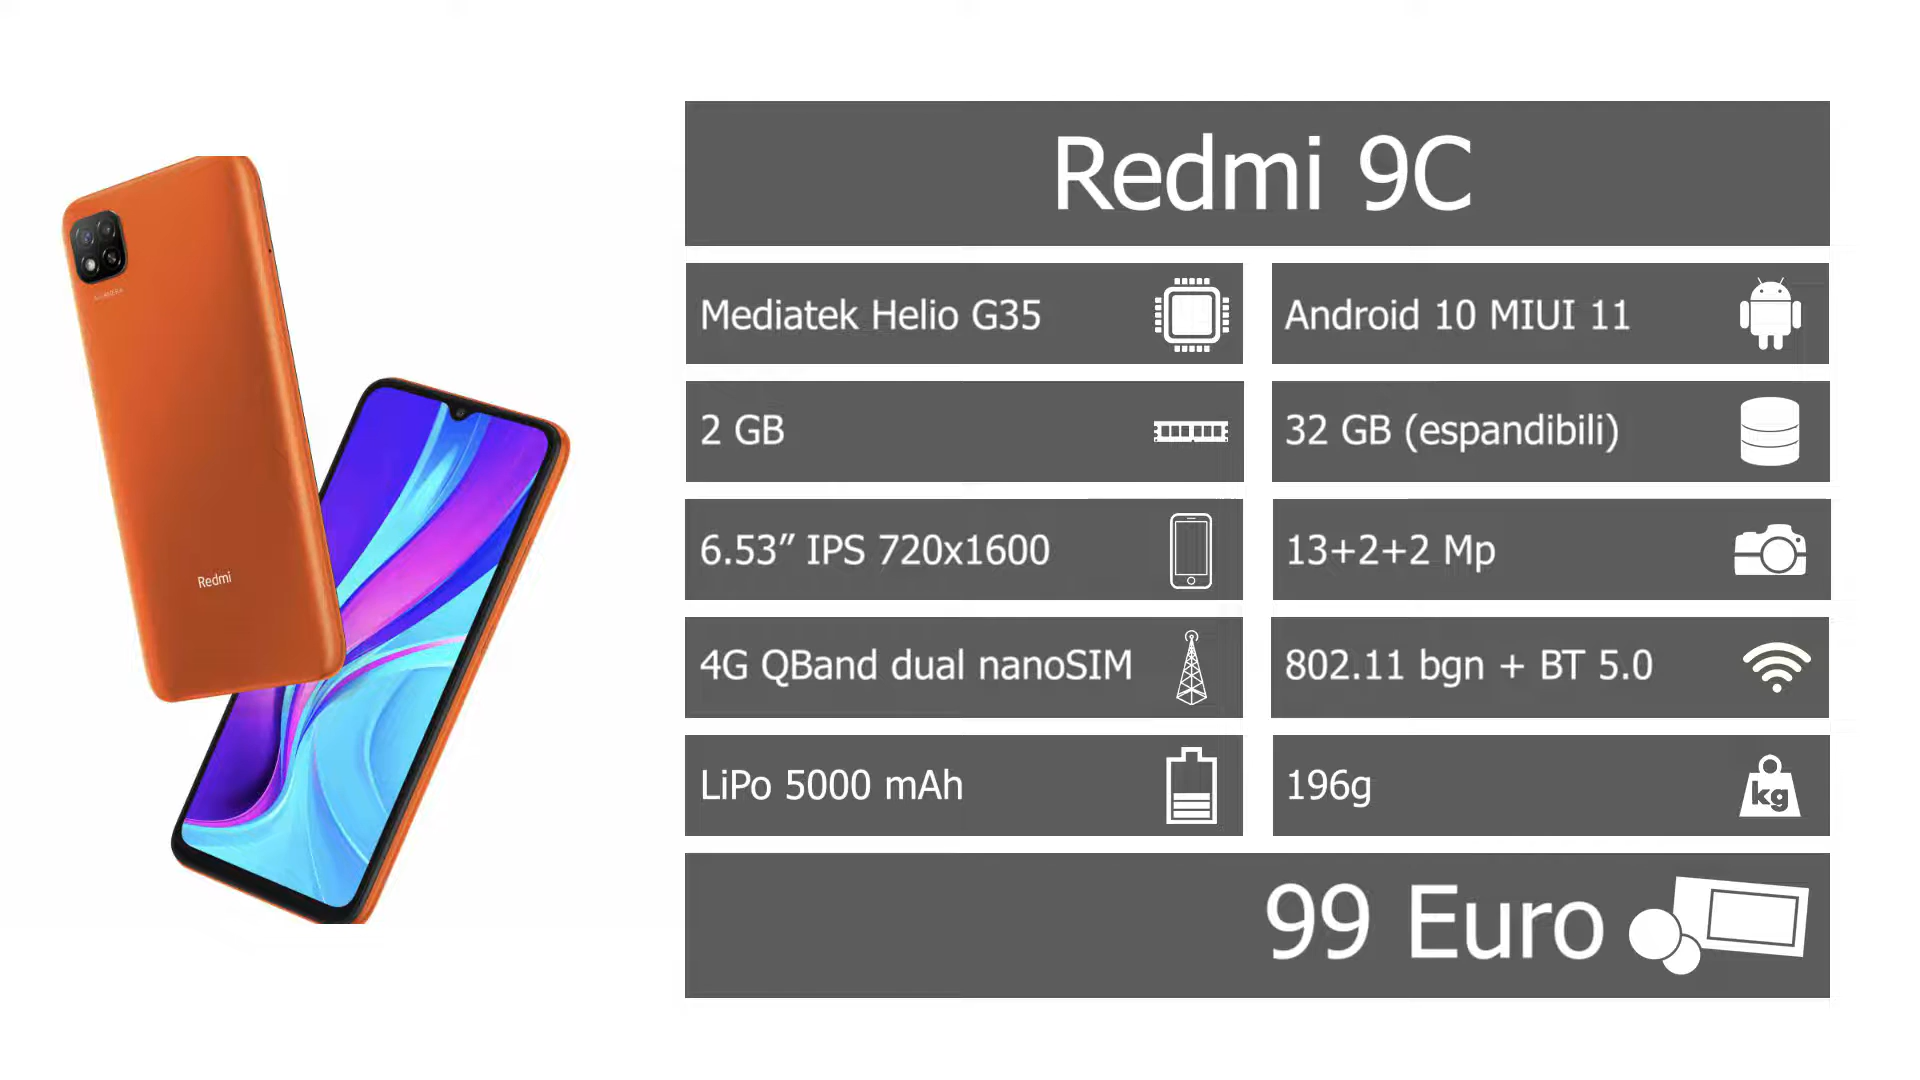 Redmi 9C
Mediatek Helio G35
Android 10 MIUI 11
2 GB
32 GB (espandibili)
6.53” IPS 720x1600
13+2+2 Mp
4G QBand dual nanoSIM
802.11 bgn + BT 5.0
LiPo 5000 mAh
196g
kg
99 Euro
Redmi